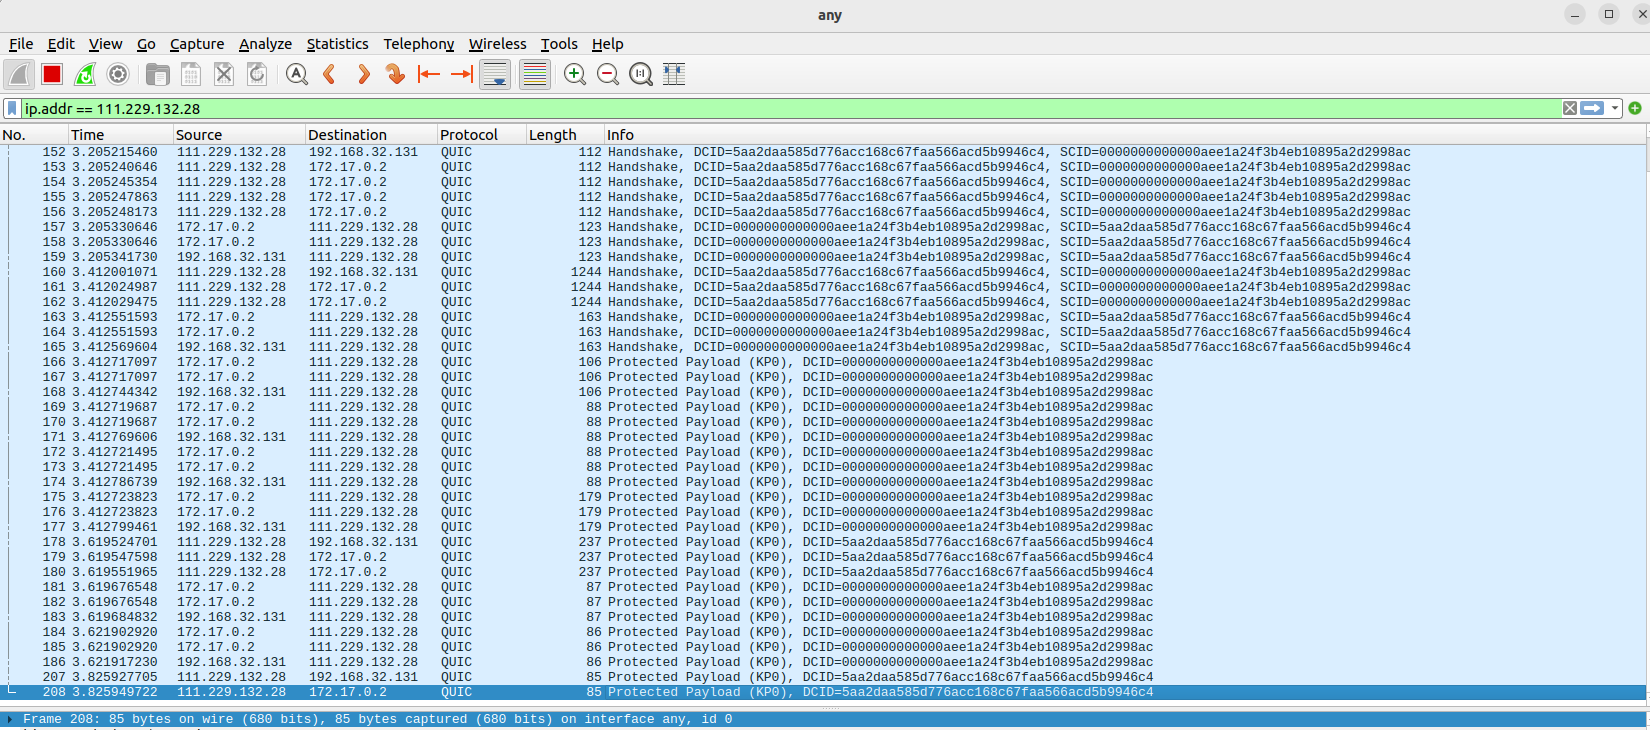 any
File Edit View Go Capture Analyze Statistics Telephony Wireless Tools Help
ip.addr == 111.229.132.28
No. Time Source Destination Protocol Length Info
152 3.205215460 111.229.132.28 192.168.32.131 QUIC 112 Handshake, DCID=5aa2daa585d776acc168c67faa566acd5b9946c4, SCID=0000000000000aee1a24f3b4eb10895a2d2998ac
153 3.205240646 111.229.132.28 172.17.0.2 QUIC 112 Handshake, DCID=5aa2daa585d776acc168c67faa566acd5b9946c4, SCID=0000000000000aee1a24f3b4eb10895a2d2998ac
154 3.205245354 111.229.132.28 172.17.0.2 QUIC 112 Handshake, DCID=5aa2daa585d776acc168c67faa566acd5b9946c4, SCID=0000000000000aee1a24f3b4eb10895a2d2998ac
155 3.205247863 111.229.132.28 172.17.0.2 QUIC 112 Handshake, DCID=5aa2daa585d776acc168c67faa566acd5b9946c4, SCID=0000000000000aee1a24f3b4eb10895a2d2998ac
156 3.205248173 111.229.132.28 172.17.0.2 QUIC 112 Handshake, DCID=5aa2daa585d776acc168c67faa566acd5b9946c4, SCID=0000000000000aee1a24f3b4eb10895a2d2998ac
157 3.205330646 172.17.0.2 111.229.132.28 QUIC 123 Handshake, DCID=0000000000000aee1a24f3b4eb10895a2d2998ac, SCID=5aa2daa585d776acc168c67faa566acd5b9946c4
158 3.205330646 172.17.0.2 111.229.132.28 QUIC 123 Handshake, DCID=0000000000000aee1a24f3b4eb10895a2d2998ac, SCID=5aa2daa585d776acc168c67faa566acd5b9946c4
159 3.205341730 192.168.32.131 111.229.132.28 QUIC 123 Handshake, DCID=0000000000000aee1a24f3b4eb10895a2d2998ac, SCID=5aa2daa585d776acc168c67faa566acd5b9946c4
160 3.412001071 111.229.132.28 192.168.32.131 QUIC 1244 Handshake, DCID=5aa2daa585d776acc168c67faa566acd5b9946c4, SCID=0000000000000aee1a24f3b4eb10895a2d2998ac
161 3.412024987 111.229.132.28 172.17.0.2 QUIC 1244 Handshake, DCID=5aa2daa585d776acc168c67faa566acd5b9946c4, SCID=0000000000000aee1a24f3b4eb10895a2d2998ac
162 3.412029475 111.229.132.28 172.17.0.2 QUIC 1244 Handshake, DCID=5aa2daa585d776acc168c67faa566acd5b9946c4, SCID=0000000000000aee1a24f3b4eb10895a2d2998ac
163 3.412551593 172.17.0.2 111.229.132.28 QUIC 163 Handshake, DCID=0000000000000aee1a24f3b4eb10895a2d2998ac, SCID=5aa2daa585d776acc168c67faa566acd5b9946c4
164 3.412551593 172.17.0.2 111.229.132.28 QUIC 163 Handshake, DCID=0000000000000aee1a24f3b4eb10895a2d2998ac, SCID=5aa2daa585d776acc168c67faa566acd5b9946c4
165 3.412569604 192.168.32.131 111.229.132.28 QUIC 163 Handshake, DCID=0000000000000aee1a24f3b4eb10895a2d2998ac, SCID=5aa2daa585d776acc168c67faa566acd5b9946c4
166 3.412717097 172.17.0.2 111.229.132.28 QUIC 106 Protected Payload (KP0), DCID=0000000000000aee1a24f3b4eb10895a2d2998ac
167 3.412717097 172.17.0.2 111.229.132.28 QUIC 106 Protected Payload (KP0), DCID=0000000000000aee1a24f3b4eb10895a2d2998ac
168 3.412744342 192.168.32.131 111.229.132.28 QUIC 106 Protected Payload (KP0), DCID=0000000000000aee1a24f3b4eb10895a2d2998ac
169 3.412719687 172.17.0.2 111.229.132.28 QUIC 88 Protected Payload (KP0), DCID=0000000000000aee1a24f3b4eb10895a2d2998ac
170 3.412719687 172.17.0.2 111.229.132.28 QUIC 88 Protected Payload (KP0), DCID=0000000000000aee1a24f3b4eb10895a2d2998ac
171 3.412769606 192.168.32.131 111.229.132.28 QUIC 88 Protected Payload (KP0), DCID=0000000000000aee1a24f3b4eb10895a2d2998ac
172 3.412721495 172.17.0.2 111.229.132.28 QUIC 88 Protected Payload (KP0), DCID=0000000000000aee1a24f3b4eb10895a2d2998ac
173 3.412721495 172.17.0.2 111.229.132.28 QUIC 88 Protected Payload (KP0), DCID=0000000000000aee1a24f3b4eb10895a2d2998ac
174 3.412786739 192.168.32.131 111.229.132.28 QUIC 88 Protected Payload (KP0), DCID=0000000000000aee1a24f3b4eb10895a2d2998ac
175 3.412723823 172.17.0.2 111.229.132.28 QUIC 179 Protected Payload (KP0), DCID=0000000000000aee1a24f3b4eb10895a2d2998ac
176 3.412723823 172.17.0.2 111.229.132.28 QUIC 179 Protected Payload (KP0), DCID=0000000000000aee1a24f3b4eb10895a2d2998ac
177 3.412799461 192.168.32.131 111.229.132.28 QUIC 179 Protected Payload (KP0), DCID=0000000000000aee1a24f3b4eb10895a2d2998ac
178 3.619524701 111.229.132.28 192.168.32.131 QUIC 237 Protected Payload (KP0), DCID=5aa2daa585d776acc168c67faa566acd5b9946c4
179 3.619547598 111.229.132.28 172.17.0.2 QUIC 237 Protected Payload (KP0), DCID=5aa2daa585d776acc168c67faa566acd5b9946c4
180 3.619551965 111.229.132.28 172.17.0.2 QUIC 237 Protected Payload (KP0), DCID=5aa2daa585d776acc168c67faa566acd5b9946c4
181 3.619676548 172.17.0.2 111.229.132.28 QUIC 87 Protected Payload (KP0), DCID=0000000000000aee1a24f3b4eb10895a2d2998ac
182 3.619676548 172.17.0.2 111.229.132.28 QUIC 87 Protected Payload (KP0), DCID=0000000000000aee1a24f3b4eb10895a2d2998ac
183 3.619684832 192.168.32.131 111.229.132.28 QUIC 87 Protected Payload (KP0), DCID=0000000000000aee1a24f3b4eb10895a2d2998ac
184 3.621902920 172.17.0.2 111.229.132.28 QUIC 86 Protected Payload (KP0), DCID=0000000000000aee1a24f3b4eb10895a2d2998ac
185 3.621902920 172.17.0.2 111.229.132.28 QUIC 86 Protected Payload (KP0), DCID=0000000000000aee1a24f3b4eb10895a2d2998ac
186 3.621917230 192.168.32.131 111.229.132.28 QUIC 86 Protected Payload (KP0), DCID=0000000000000aee1a24f3b4eb10895a2d2998ac
207 3.825927705 111.229.132.28 192.168.32.131 QUIC 85 Protected Payload (KP0), DCID=5aa2daa585d776acc168c67faa566acd5b9946c4
208 3.825949722 111.229.132.28 172.17.0.2 QUIC 85 Protected Payload (KP0), DCID=5aa2daa585d776acc168c67faa566acd5b9946c4
Frame 208: 85 bytes on wire (680 bits), 85 bytes captured (680 bits) on interface any, id 0